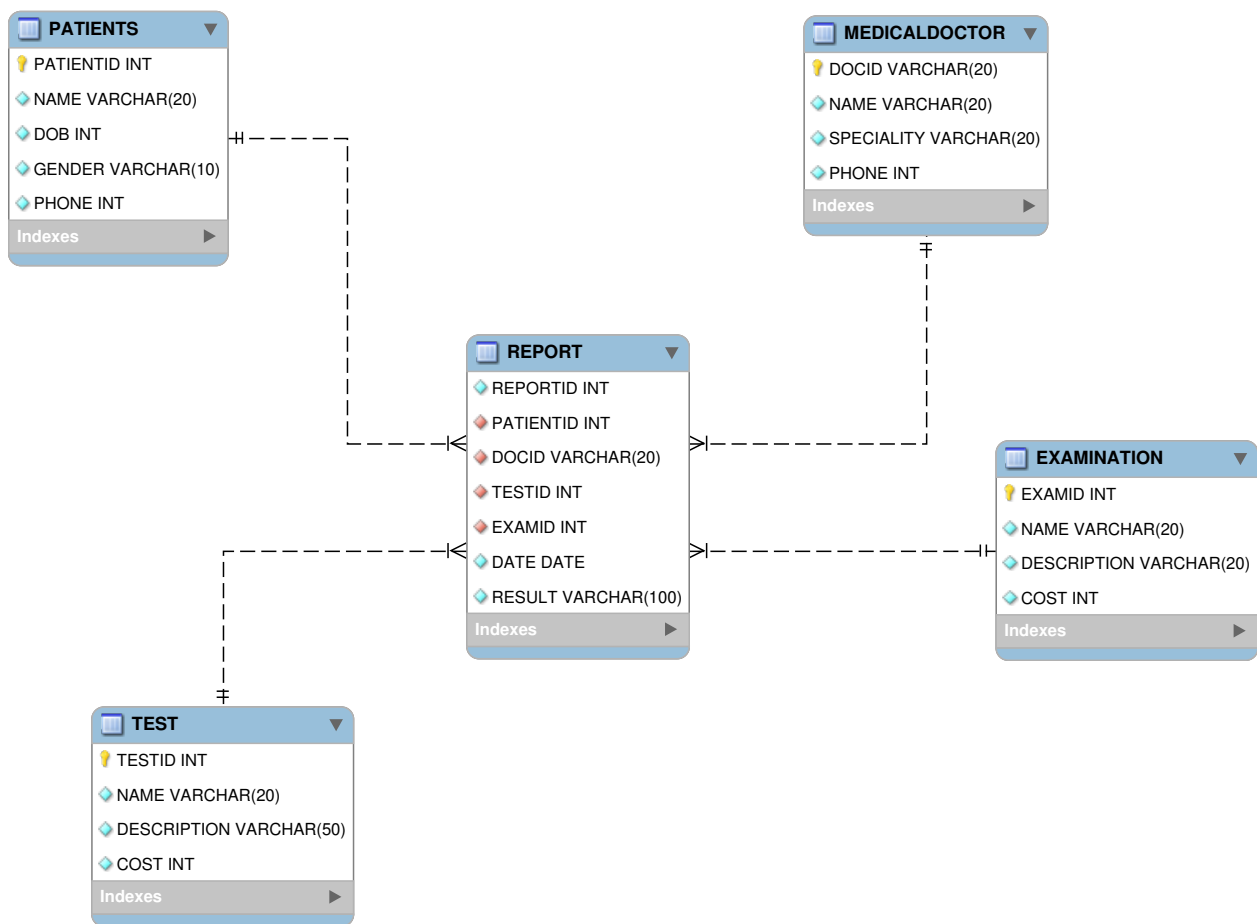 PATIENTS
PATIENTID INT
NAME VARCHAR(20)
DOB INT
GENDER VARCHAR(10)
PHONE INT
Indexes
MEDICALDOCTOR
DOCID VARCHAR(20)
NAME VARCHAR(20)
SPECIALITY VARCHAR(20)
PHONE INT
Indexes
REPORT
REPORTID INT
PATIENTID INT
DOCID VARCHAR(20)
TESTID INT
EXAMID INT
DATE DATE
RESULT VARCHAR(100)
Indexes
EXAMINATION
EXAMID INT
NAME VARCHAR(20)
DESCRIPTION VARCHAR(20)
COST INT
Indexes
TEST
TESTID INT
NAME VARCHAR(20)
DESCRIPTION VARCHAR(50)
COST INT
Indexes